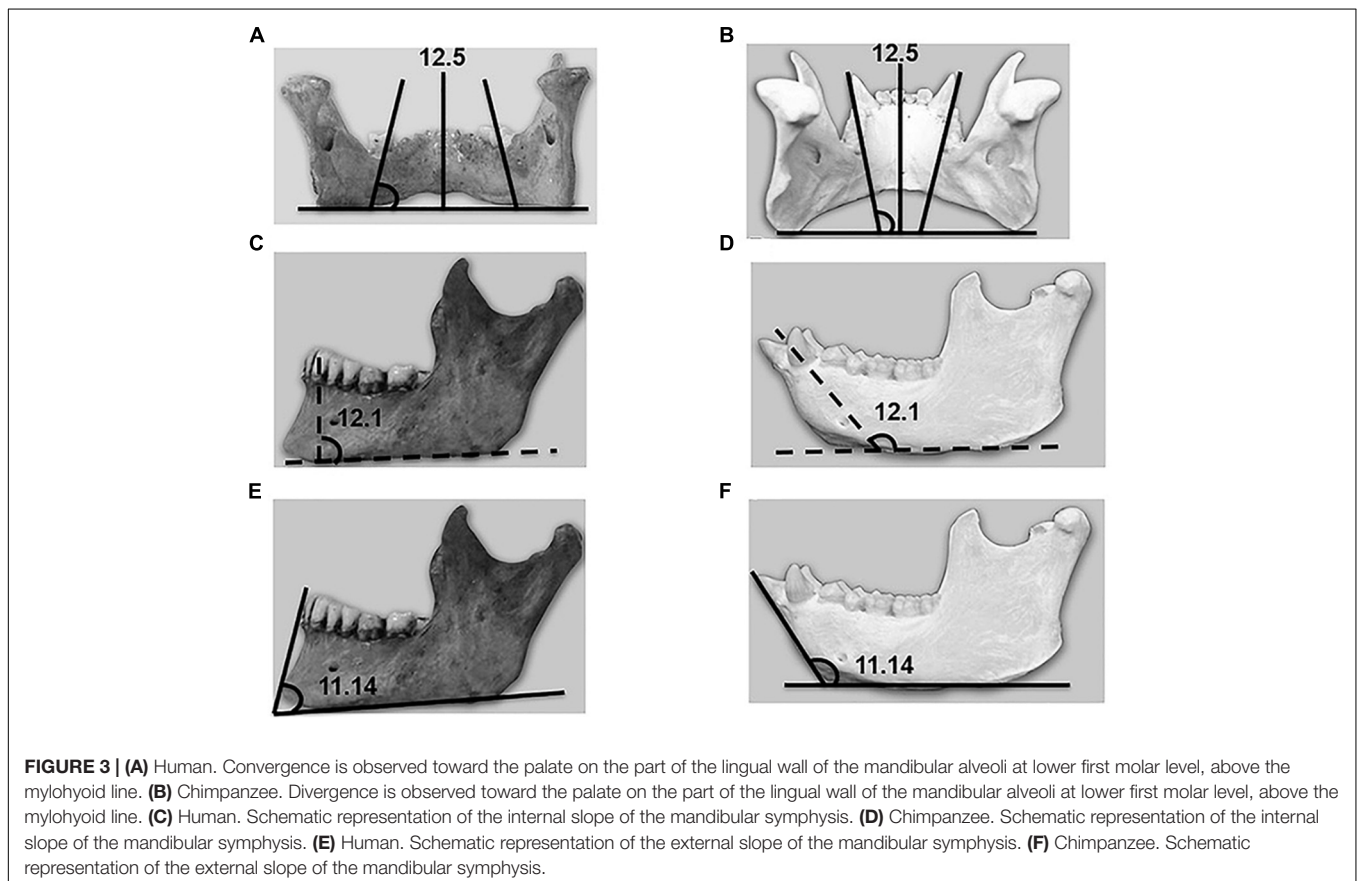 A
B
12.5
12.5
C
D
12.1
12.1
E
F
11.14
11.14
FIGURE 3 | (A) Human. Convergence is observed toward the palate on the part of the lingual wall of the mandibular alveoli at lower first molar level, above the
mylohyoid line. (B) Chimpanzee. Divergence is observed toward the palate on the part of the lingual wall of the mandibular alveoli at lower first molar level, above the
mylohyoid line. (C) Human. Schematic representation of the internal slope of the mandibular symphysis. (D) Chimpanzee. Schematic representation of the internal
slope of the mandibular symphysis. (E) Human. Schematic representation of the external slope of the mandibular symphysis. (F) Chimpanzee. Schematic
representation of the external slope of the mandibular symphysis.